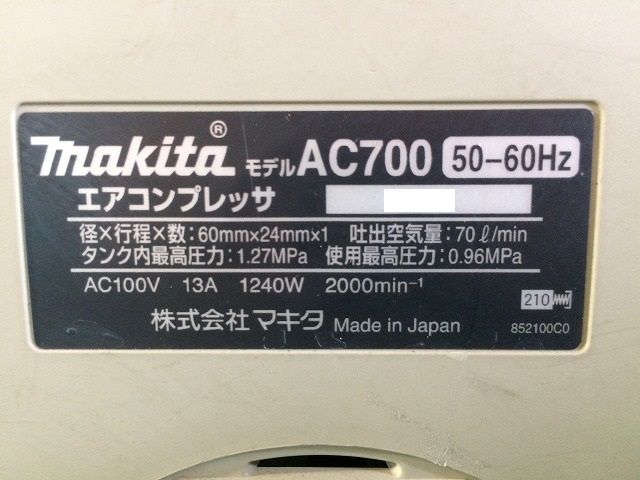 makita® モデル AC700 50-60Hz
エアコンプレッサ
径×行程×数:60mm×24mm×1 吐出空気量:70ℓ/min
タンク内最高圧力:1.27MPa 使用最高圧力:0.96MPa
AC100V 13A 1240W 2000min⁻¹
210
株式会社 マキタ Made in Japan 852100C0